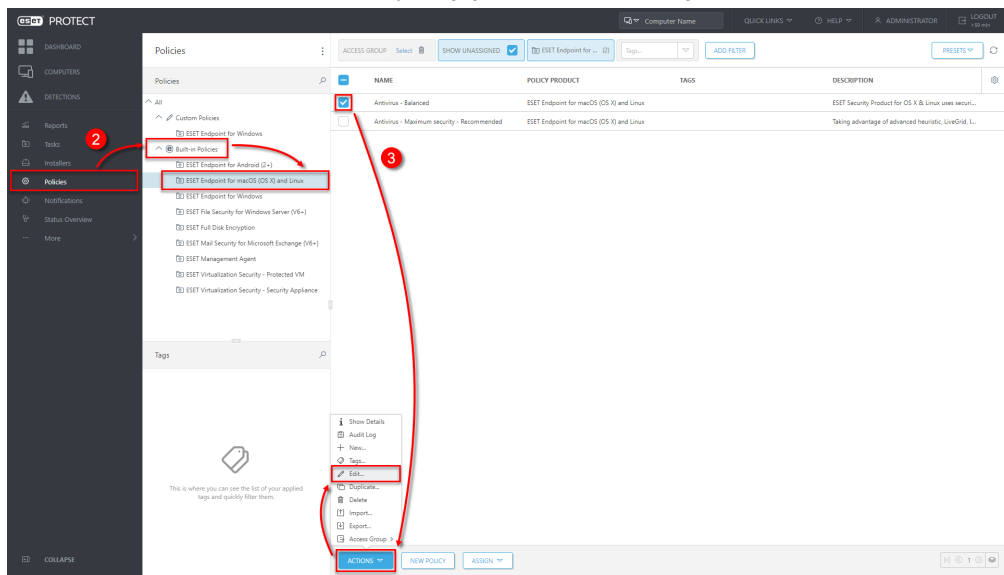 eset PROTECT
Computer Name
QUICK LINKS
HELP
ADMINISTRATOR
LOGOUT
>59 min
DASHBOARD
COMPUTERS
DETECTIONS
Reports
Tasks
Installers
Policies
Notifications
Status Overview
More
COLLAPSE
2
Policies
ACCESS GROUP Select
SHOW UNASSIGNED
ESET Endpoint for ... (2)
Tags...
ADD FILTER
PRESETS
Policies
All
Custom Policies
ESET Endpoint for Windows
Built-in Policies
ESET Endpoint for Android (2+)
ESET Endpoint for macOS (OS X) and Linux
ESET Endpoint for Windows
ESET File Security for Windows Server (V6+)
ESET Full Disk Encryption
ESET Mail Security for Microsoft Exchange (V6+)
ESET Management Agent
ESET Virtualization Security - Protected VM
ESET Virtualization Security - Security Appliance
Tags
This is where you can see the list of your applied
tags and quickly filter them.
NAME POLICY PRODUCT TAGS DESCRIPTION
Antivirus - Balanced ESET Endpoint for macOS (OS X) and Linux ESET Security Product for OS X & Linux uses securi...
Antivirus - Maximum security - Recommended ESET Endpoint for macOS (OS X) and Linux Taking advantage of advanced heuristic, LiveGrid, I...
3
Show Details
Audit Log
New...
Tags...
Edit...
Duplicate...
Delete
Import...
Export...
Access Group >
ACTIONS
NEW POLICY
ASSIGN
1